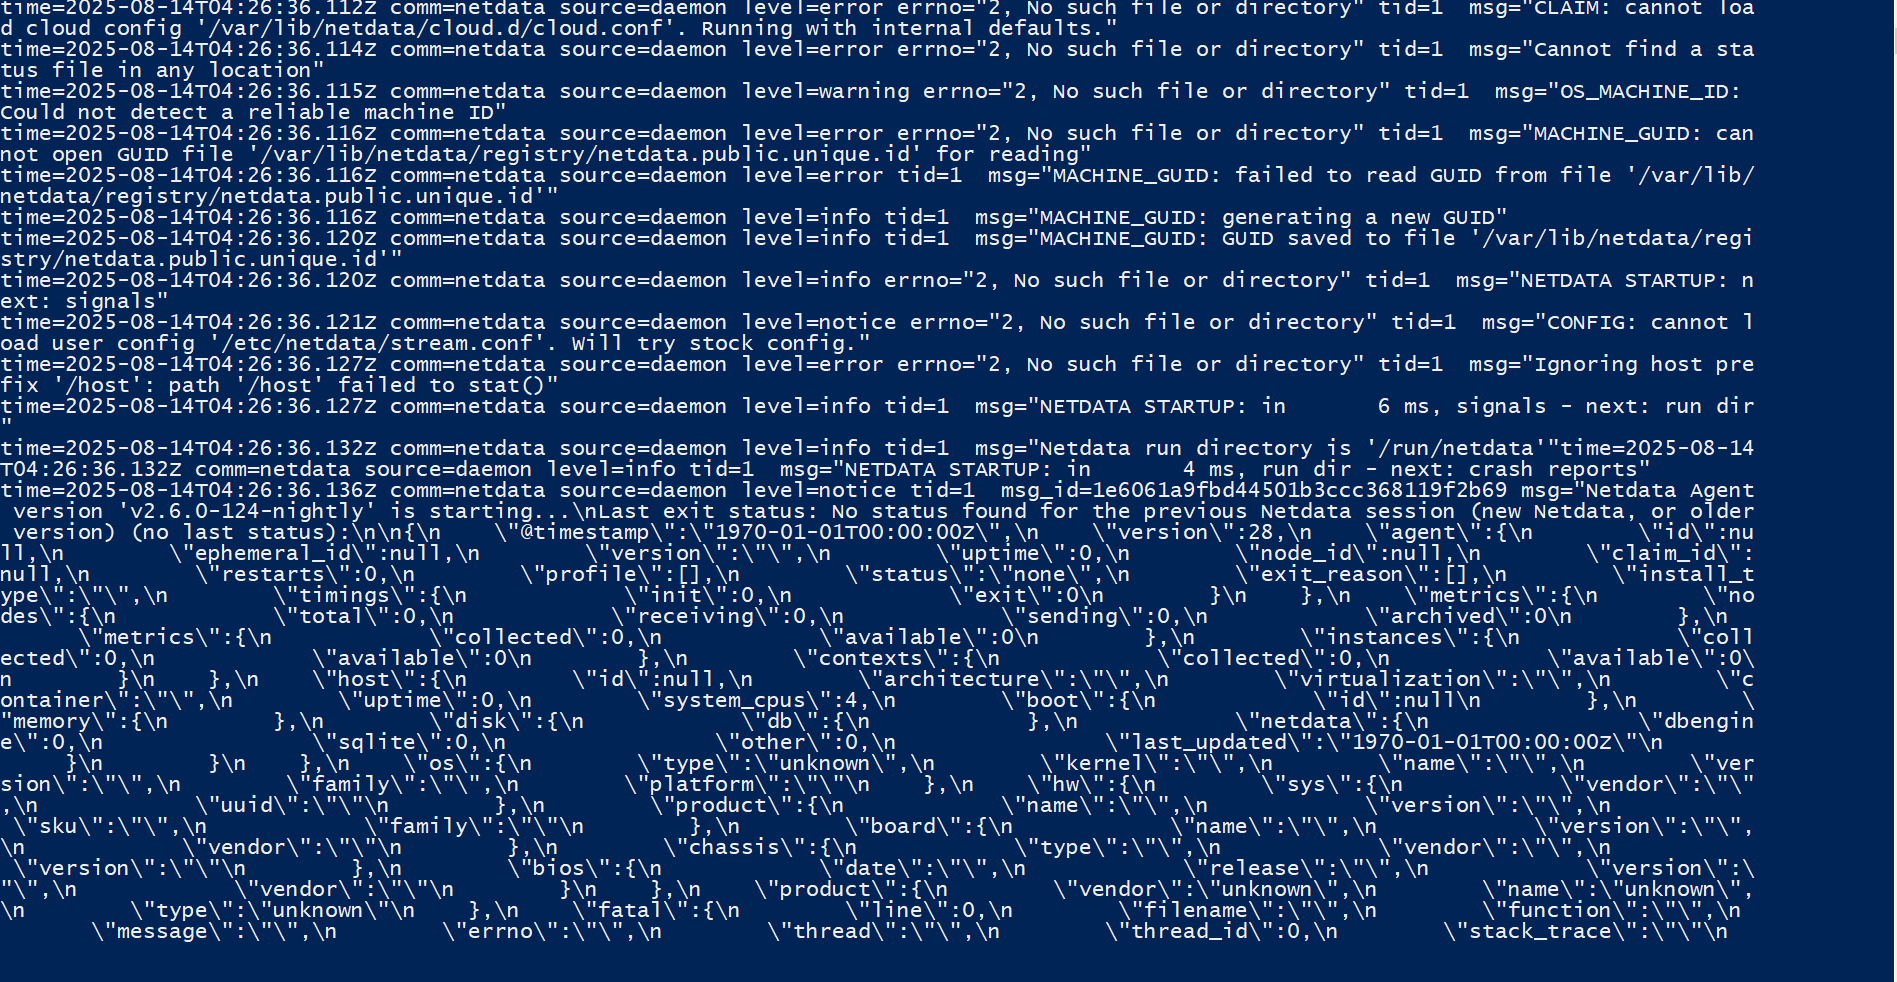 time=2025-08-14T04:26:36.112Z comm=netdata source=daemon level=error errno="2, No such file or directory" tid=1  msg="CLAIM: cannot loa
d cloud config '/var/lib/netdata/cloud.d/cloud.conf'. Running with internal defaults."
time=2025-08-14T04:26:36.114Z comm=netdata source=daemon level=error errno="2, No such file or directory" tid=1  msg="Cannot find a sta
tus file in any location"
time=2025-08-14T04:26:36.115Z comm=netdata source=daemon level=warning errno="2, No such file or directory" tid=1  msg="OS_MACHINE_ID:
Could not detect a reliable machine ID"
time=2025-08-14T04:26:36.116Z comm=netdata source=daemon level=error errno="2, No such file or directory" tid=1  msg="MACHINE_GUID: can
not open GUID file '/var/lib/netdata/registry/netdata.public.unique.id' for reading"
time=2025-08-14T04:26:36.116Z comm=netdata source=daemon level=error tid=1  msg="MACHINE_GUID: failed to read GUID from file '/var/lib/
netdata/registry/netdata.public.unique.id'"
time=2025-08-14T04:26:36.116Z comm=netdata source=daemon level=info tid=1  msg="MACHINE_GUID: generating a new GUID"
time=2025-08-14T04:26:36.120Z comm=netdata source=daemon level=info tid=1  msg="MACHINE_GUID: GUID saved to file '/var/lib/netdata/regi
stry/netdata.public.unique.id'"
time=2025-08-14T04:26:36.120Z comm=netdata source=daemon level=info errno="2, No such file or directory" tid=1  msg="NETDATA STARTUP: n
ext: signals"
time=2025-08-14T04:26:36.121Z comm=netdata source=daemon level=notice errno="2, No such file or directory" tid=1  msg="CONFIG: cannot l
oad user config '/etc/netdata/stream.conf'. Will try stock config."
time=2025-08-14T04:26:36.127Z comm=netdata source=daemon level=error errno="2, No such file or directory" tid=1  msg="Ignoring host pre
fix '/host': path '/host' failed to stat()"
time=2025-08-14T04:26:36.127Z comm=netdata source=daemon level=info tid=1  msg="NETDATA STARTUP: in       6 ms, signals - next: run dir
"
time=2025-08-14T04:26:36.132Z comm=netdata source=daemon level=info tid=1  msg="Netdata run directory is '/run/netdata'"time=2025-08-14
T04:26:36.132Z comm=netdata source=daemon level=info tid=1  msg="NETDATA STARTUP: in       4 ms, run dir - next: crash reports"
time=2025-08-14T04:26:36.136Z comm=netdata source=daemon level=notice tid=1  msg_id=1e6061a9fbd44501b3ccc368119f2b69 msg="Netdata Agent
 version 'v2.6.0-124-nightly' is starting...\nLast exit status: No status found for the previous Netdata session (new Netdata, or older
 version) (no last status):\n\n{\n    \"@timestamp\":\"1970-01-01T00:00:00Z\",\n    \"version\":28,\n    \"agent\":{\n        \"id\":nu
ll,\n        \"ephemeral_id\":null,\n        \"version\":\"\",\n        \"uptime\":0,\n        \"node_id\":null,\n        \"claim_id\":
null,\n        \"restarts\":0,\n        \"profile\":[],\n        \"status\":\"none\",\n        \"exit_reason\":[],\n        \"install_t
ype\":\"\",\n        \"timings\":{\n            \"init\":0,\n            \"exit\":0\n        }\n    },\n    \"metrics\":{\n        \"no
des\":{\n            \"total\":0,\n            \"receiving\":0,\n            \"sending\":0,\n            \"archived\":0\n        },\n
      \"metrics\":{\n            \"collected\":0,\n            \"available\":0\n        },\n        \"instances\":{\n            \"coll
ected\":0,\n            \"available\":0\n        },\n        \"contexts\":{\n            \"collected\":0,\n            \"available\":0\
n        }\n    },\n    \"host\":{\n        \"id\":null,\n        \"architecture\":\"\",\n        \"virtualization\":\"\",\n        \"c
ontainer\":\"\",\n        \"uptime\":0,\n        \"system_cpus\":4,\n        \"boot\":{\n            \"id\":null\n        },\n        \
"memory\":{\n        },\n        \"disk\":{\n            \"db\":{\n            },\n            \"netdata\":{\n                \"dbengin
e\":0,\n            \"sqlite\":0,\n                \"other\":0,\n                \"last_updated\":\"1970-01-01T00:00:00Z\"\n
     }\n        }\n    },\n    \"os\":{\n        \"type\":\"unknown\",\n        \"kernel\":\"\",\n        \"name\":\"\",\n        \"ver
sion\":\"\",\n        \"family\":\"\",\n        \"platform\":\"\"\n    },\n    \"hw\":{\n        \"sys\":{\n            \"vendor\":\"\"
,\n         \"uuid\":\"\"\n        },\n        \"product\":{\n            \"name\":\"\",\n            \"version\":\"\",\n
 \"sku\":\"\",\n            \"family\":\"\"\n        },\n        \"board\":{\n            \"name\":\"\",\n            \"version\":\"\",
\n            \"vendor\":\"\"\n        },\n        \"chassis\":{\n            \"type\":\"\",\n            \"vendor\":\"\",\n
 \"version\":\"\"\n        },\n        \"bios\":{\n            \"date\":\"\",\n            \"release\":\"\",\n            \"version\":\
"\",\n            \"vendor\":\"\"\n        }\n    },\n    \"product\":{\n        \"vendor\":\"unknown\",\n        \"name\":\"unknown\",
\n        \"type\":\"unknown\"\n    },\n    \"fatal\":{\n        \"line\":0,\n        \"filename\":\"\",\n        \"function\":\"\",\n
       \"message\":\"\",\n        \"errno\":\"\",\n        \"thread\":\"\",\n        \"thread_id\":0,\n        \"stack_trace\":\"\"\n